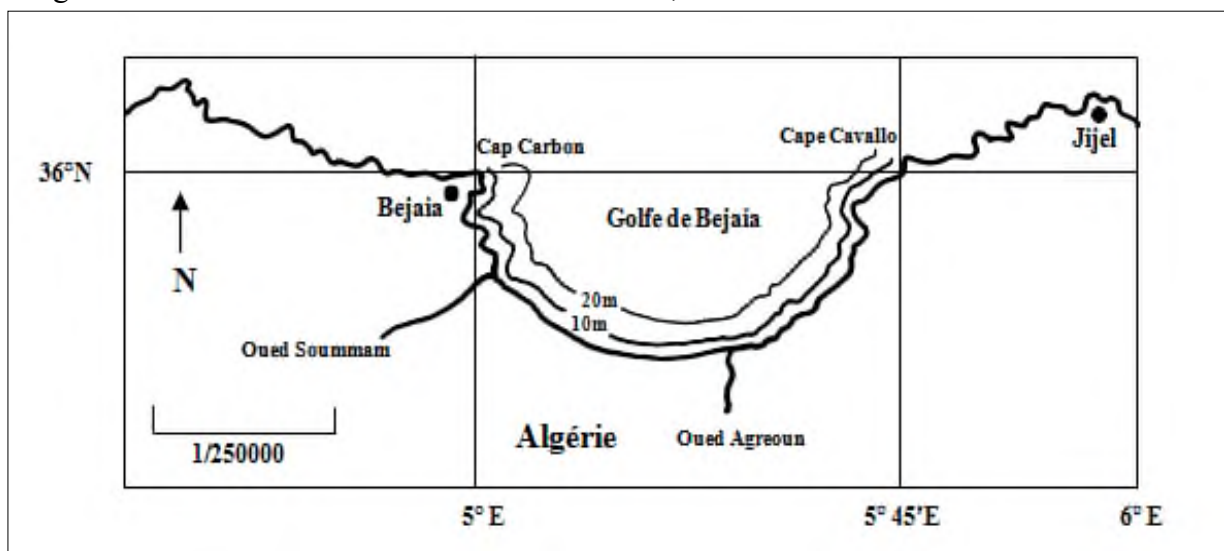 Cap Carbon
Cape Cavallo
Jijel
36°N
Bejaia
Golfe de Bejaia
N
20m
10m
Oued Soummam
Oued Agreoun
Algérie
1/250000
5° E
5° 45'E
6° E